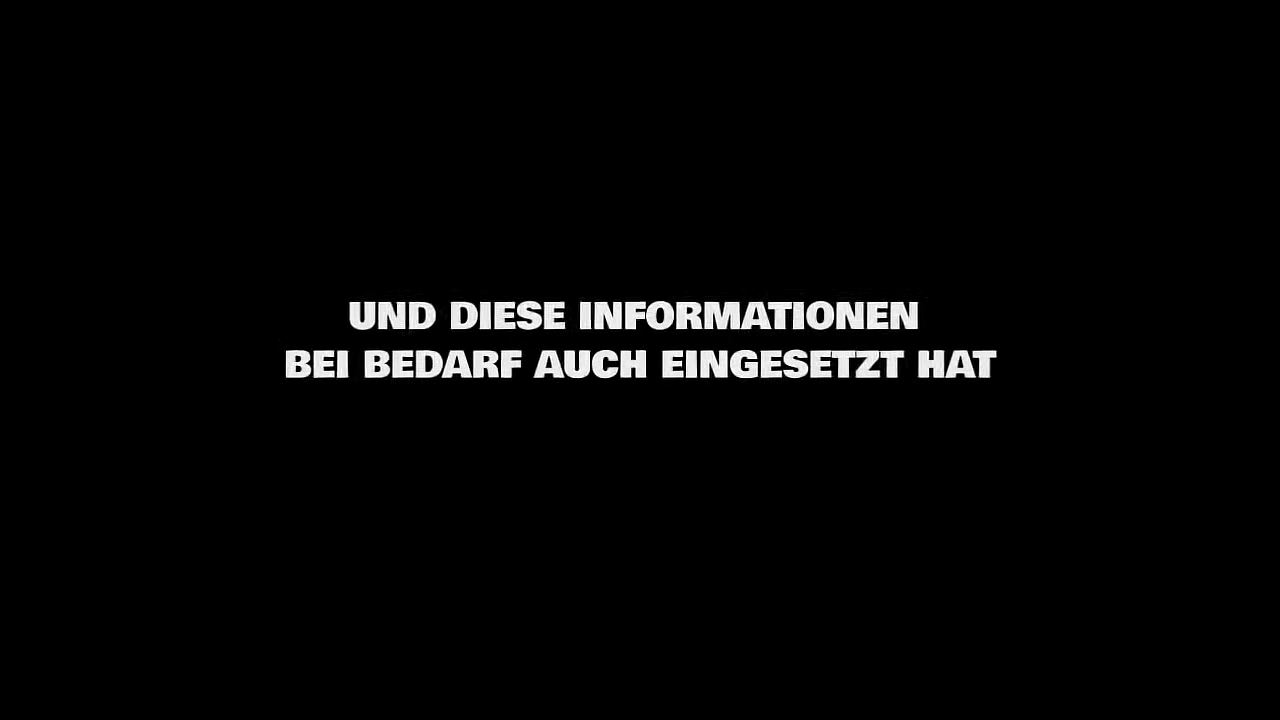 UND DIESE INFORMATIONEN
BEI BEDARF AUCH EINGESETZT HAT